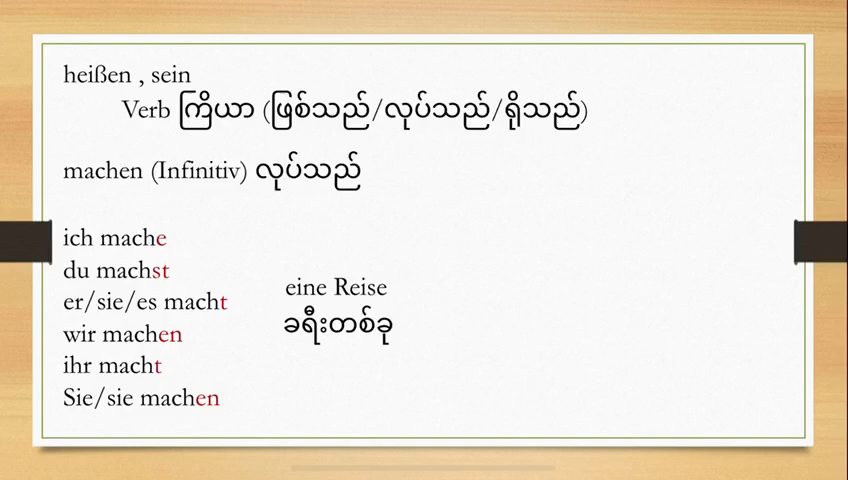 heißen , sein
Verb ကြိယာ (ဖြစ်သည်/လုပ်သည်/ရှိသည်)
machen (Infinitiv) လုပ်သည်
ich mache
du machst
er/sie/es macht
wir machen
ihr macht
Sie/sie machen
eine Reise
ခရီးတစ်ခု